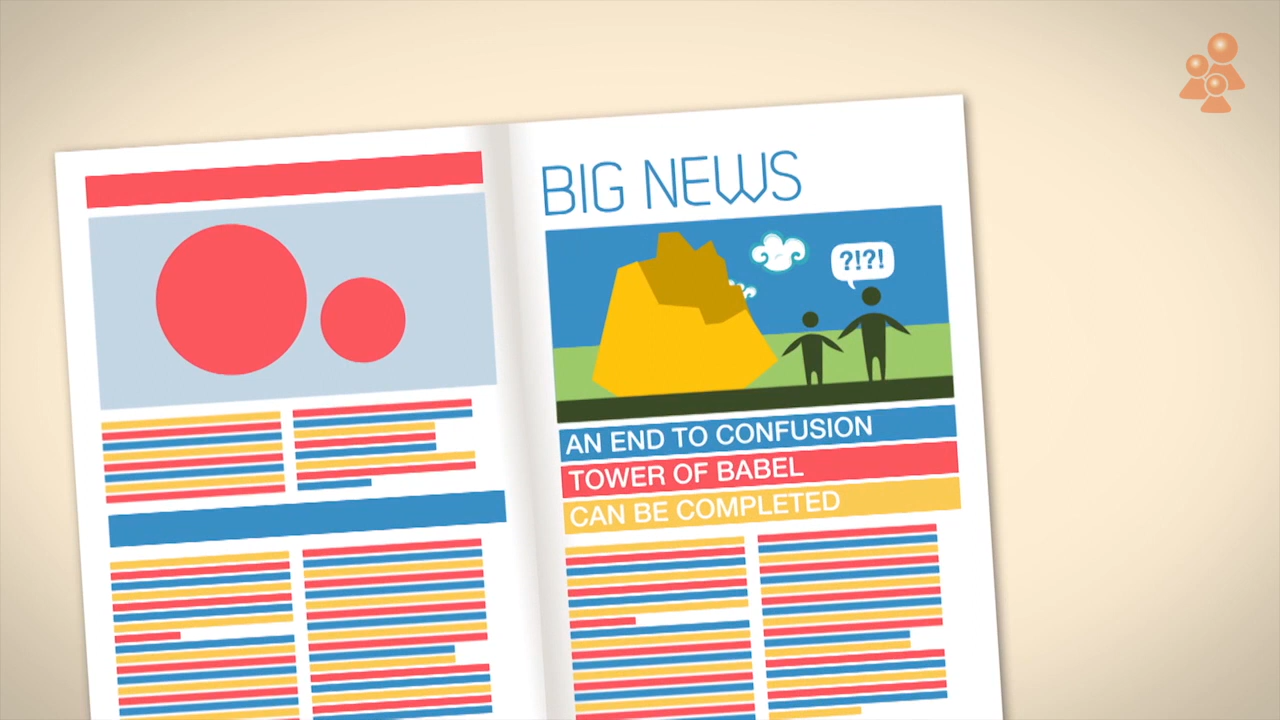 BIG NEWS
?!?!
AN END TO CONFUSION
TOWER OF BABEL
CAN BE COMPLETED